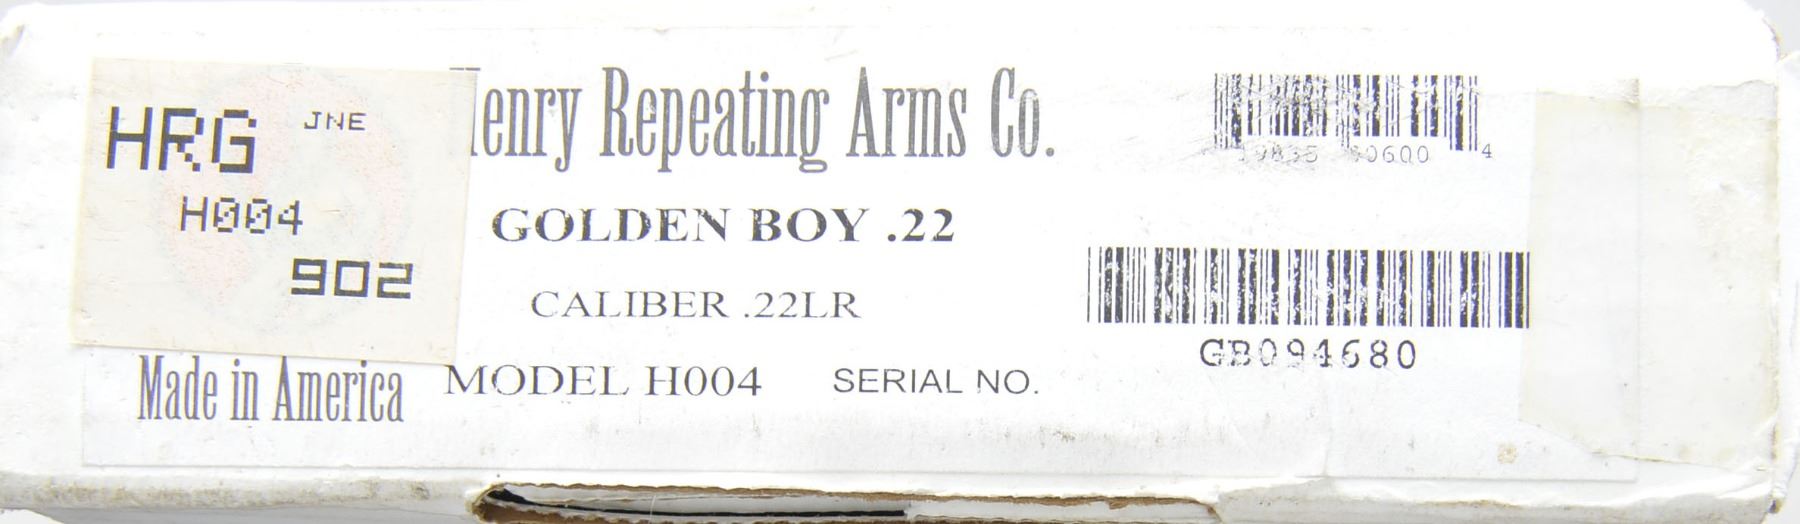 HRG JNE
H004
902
Henry Repeating Arms Co.
GOLDEN BOY .22
CALIBER .22LR
Made in America
MODEL H004
SERIAL NO.
4
GB094680